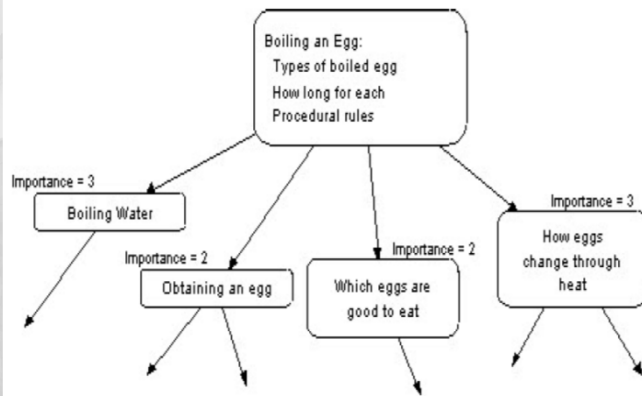 Boiling an Egg:
Types of boiled egg
How long for each
Procedural rules
Importance = 3
Boiling Water
Importance = 2
Obtaining an egg
Importance = 2
Which eggs are
good to eat
Importance = 3
How eggs
change through
heat